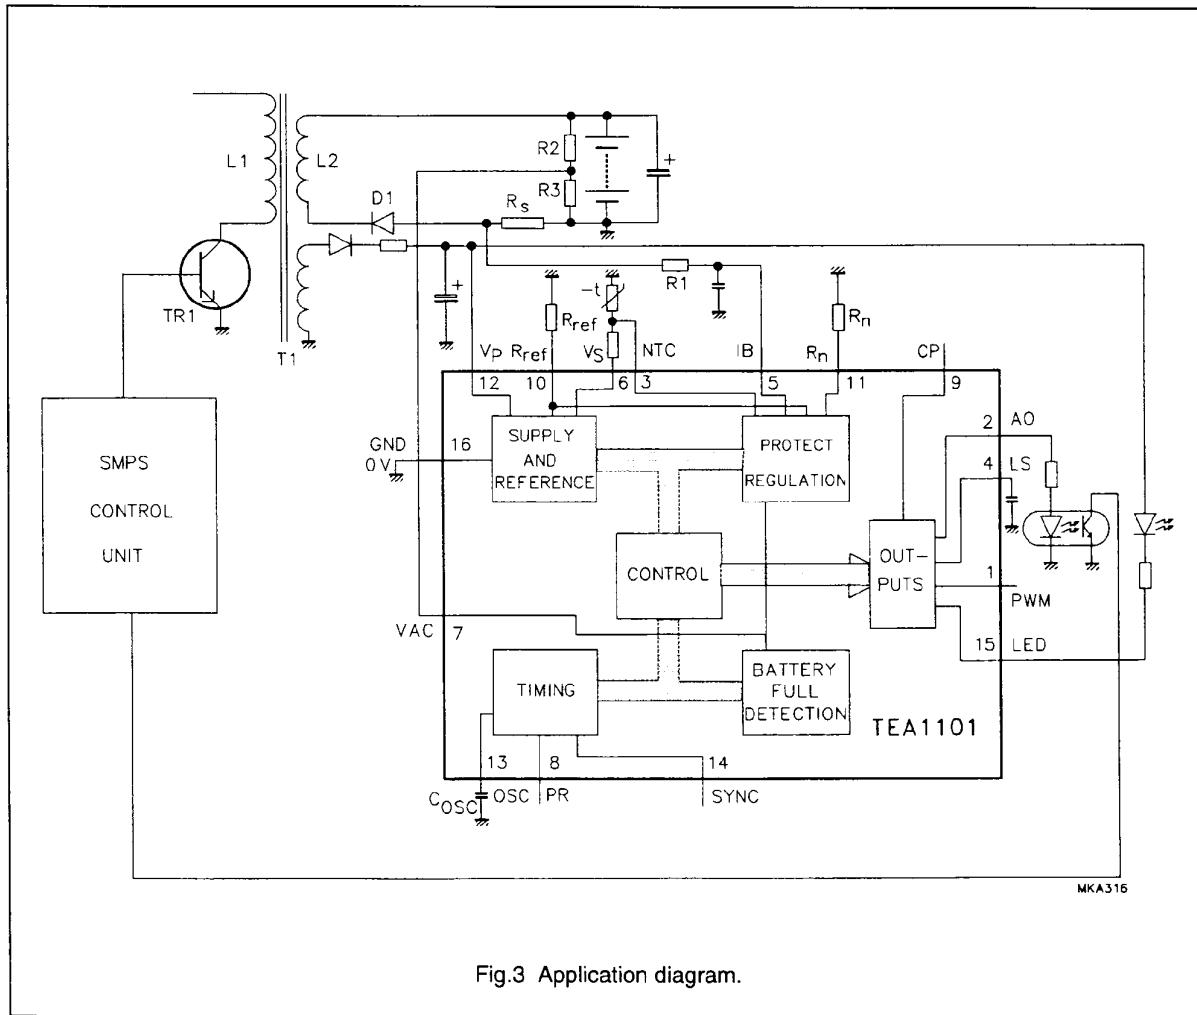 L1
L2
R2
R3
D1
Rs
+
+
R1
TR1
T1
-t
Rref
Rn
VP
Rref
VS
NTC
IB
Rn
CP
12
10
6
3
5
11
9
SMPS
CONTROL
UNIT
GND
0V
16
SUPPLY
AND
REFERENCE
PROTECT
REGULATION
2
AO
4
LS
CONTROL
OUT-
PUTS
1
PWM
VAC
7
15
LED
TIMING
BATTERY
FULL
DETECTION
TEA1101
13
8
14
COSC
OSC
PR
SYNC
MKA316
Fig.3 Application diagram.